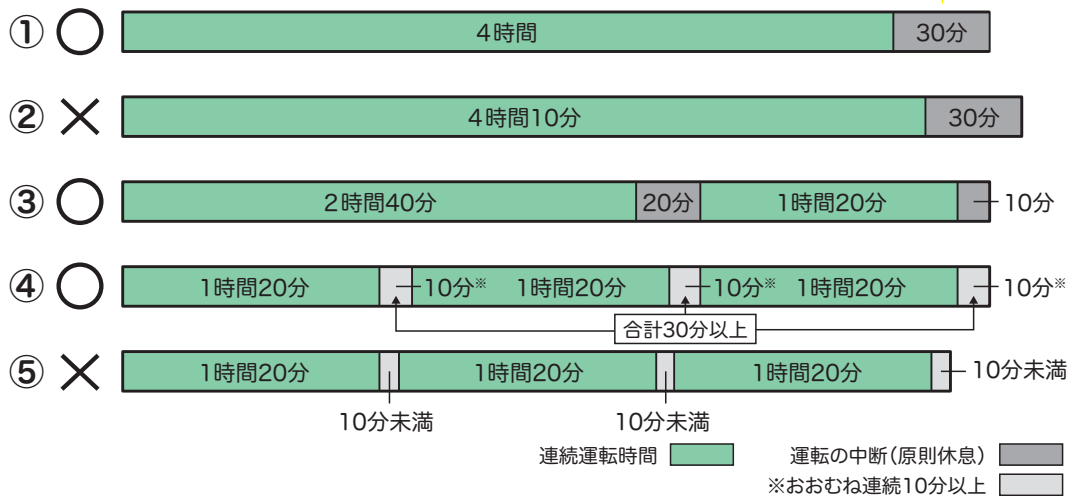 ① ○ 4時間 30分
② × 4時間10分 30分
③ ○ 2時間40分 20分 1時間20分 10分
④ ○ 1時間20分 10分※ 1時間20分 10分※ 1時間20分 10分※
合計30分以上
⑤ × 1時間20分 1時間20分 1時間20分 10分未満
10分未満 10分未満
連続運転時間 運転の中断(原則休息)
※おおむね連続10分以上